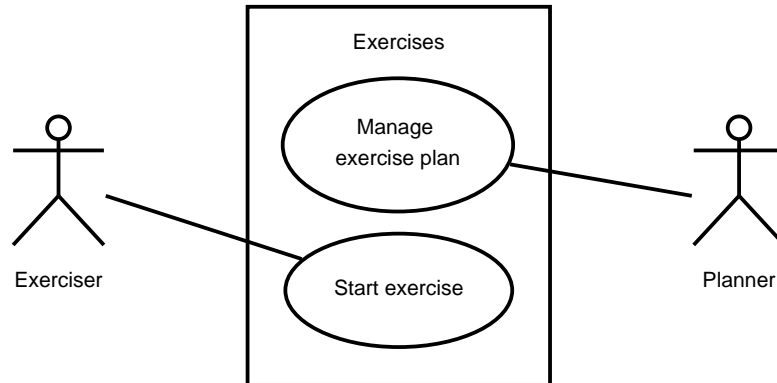 Exercises
Manage
exercise plan
Start exercise
Exerciser
Planner